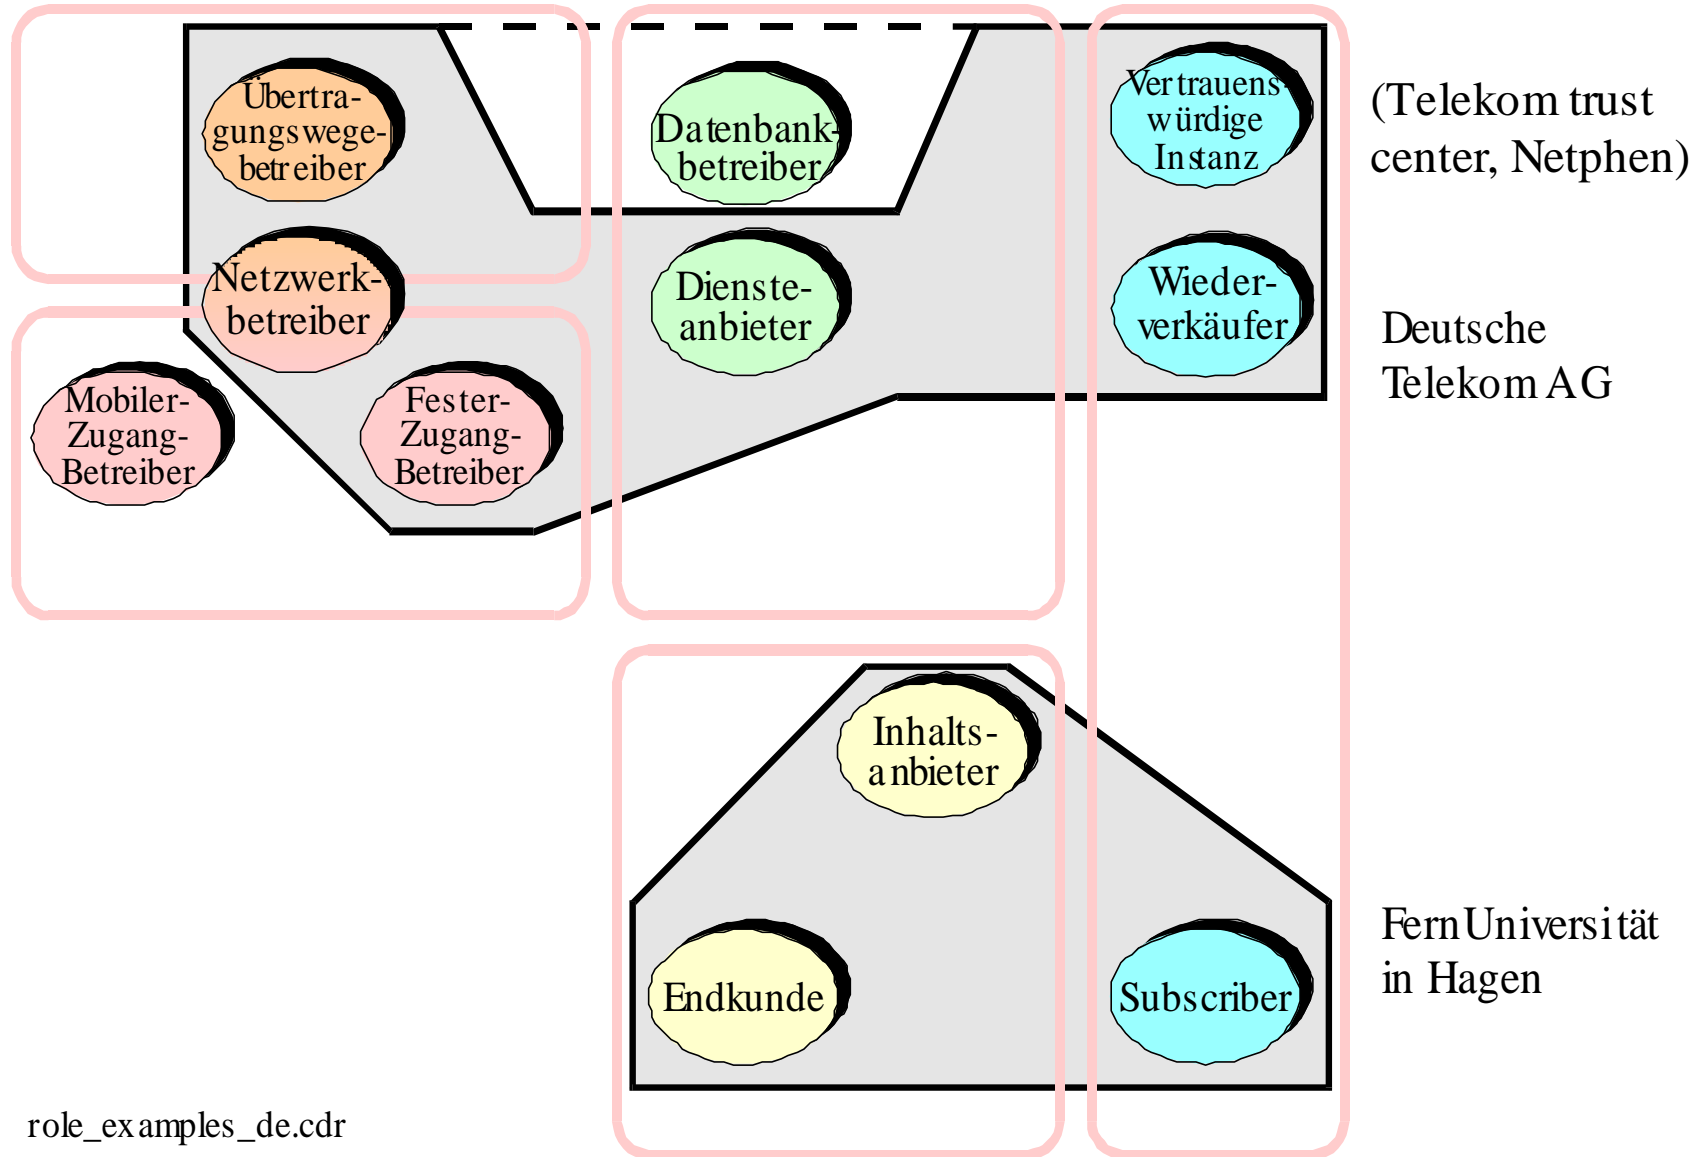 Übertra-
gungswege-
betreiber
Datenbank-
betreiber
Vertrauens-
würdige
Instanz
(Telekom trust
center, Netphen)
Netzwerk-
betreiber
Dienste-
anbieter
Wieder-
verkäufer
Deutsche
Telekom AG
Mobiler-
Zugang-
Betreiber
Fester-
Zugang-
Betreiber
Inhalts-
anbieter
Endkunde
Subscriber
FernUniversität
in Hagen
role_examples_de.cdr